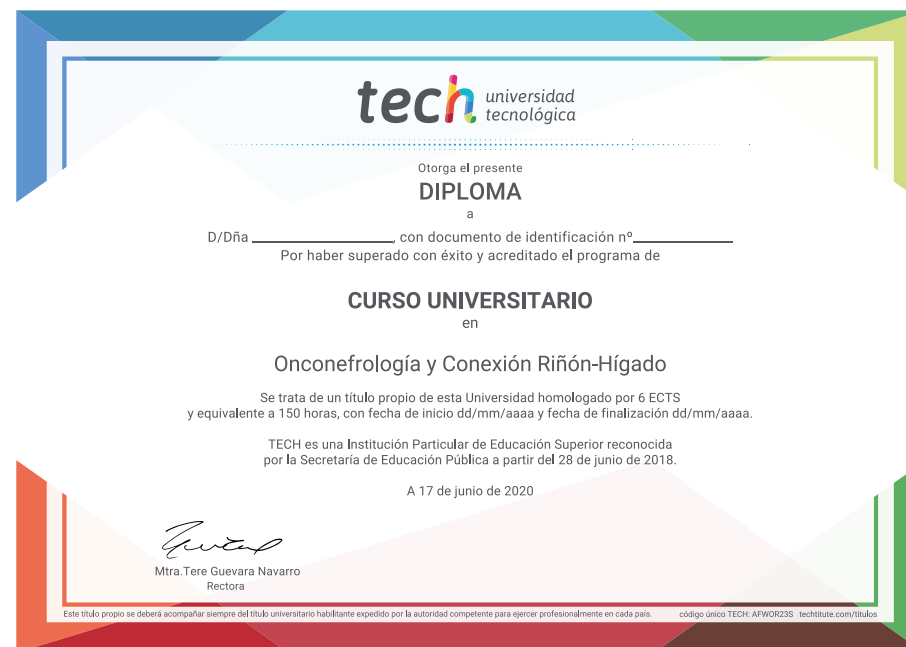 tech universidad
tecnológica
Otorga el presente
DIPLOMA
a
D/Dña ________________, con documento de identificación nº____________
Por haber superado con éxito y acreditado el programa de
CURSO UNIVERSITARIO
en
Onconefrología y Conexión Riñón-Hígado
Se trata de un título propio de esta Universidad homologado por 6 ECTS
y equivalente a 150 horas, con fecha de inicio dd/mm/aaaa y fecha de finalización dd/mm/aaaa.
TECH es una Institución Particular de Educación Superior reconocida
por la Secretaría de Educación Pública a partir del 28 de junio de 2018.
A 17 de junio de 2020
Mtra.Tere Guevara Navarro
Rectora
Este título propio se deberá acompañar siempre del título universitario habilitante expedido por la autoridad competente para ejercer profesionalmente en cada país. código único TECH: AFWOR23S techtitute.com/titulos